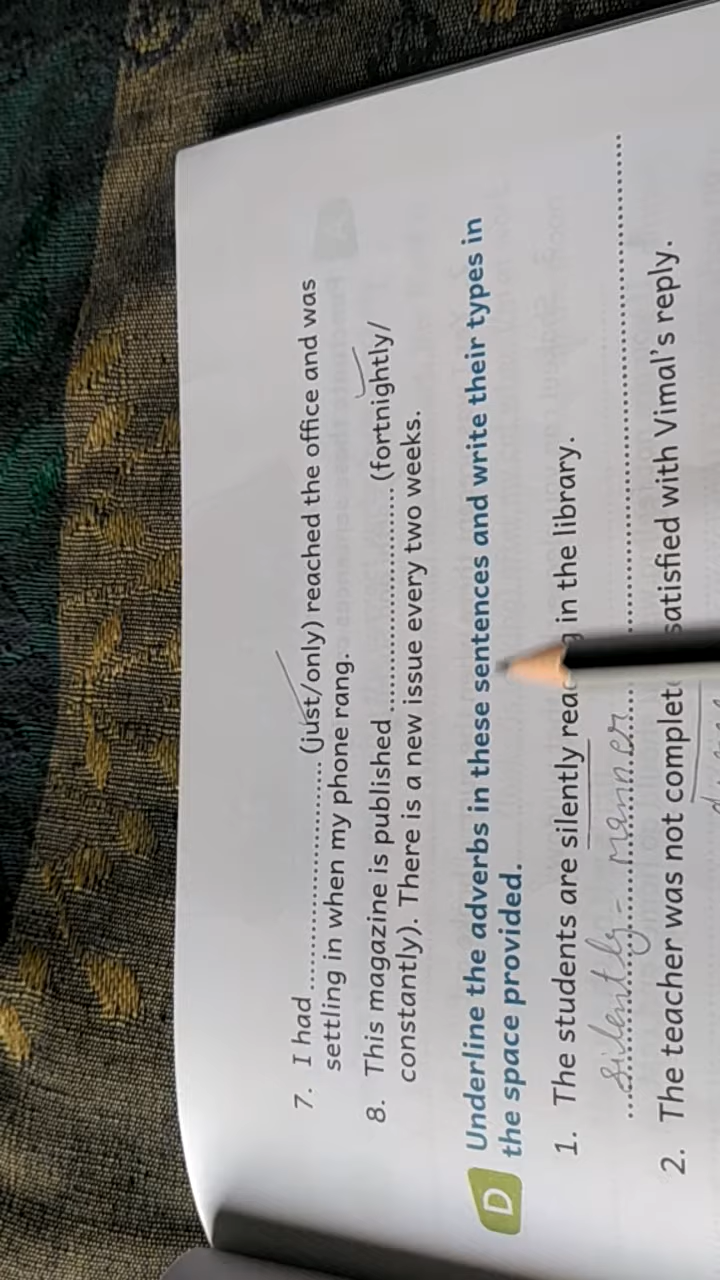 7. I had .................... (just/only) reached the office and was
settling in when my phone rang.
8. This magazine is published .................... (fortnightly/
constantly). There is a new issue every two weeks.
D Underline the adverbs in these sentences and write their types in
the space provided.
1. The students are silently in the library.
Silently - manner
2. The teacher was not satisfied with Vimal's reply.